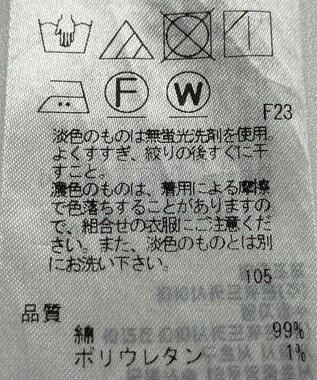 F
W
F23
淡色のものは無蛍光洗剤を使用。
よくすすぎ、絞りの後すぐに干
すこと。
濃色のものは、着用による摩擦
で色落ちすることがありますの
で、組合せの衣服にご注意くだ
さい。また、淡色のものとは別
にお洗い下さい。
105
品質
綿 99%
ポリウレタン 1%